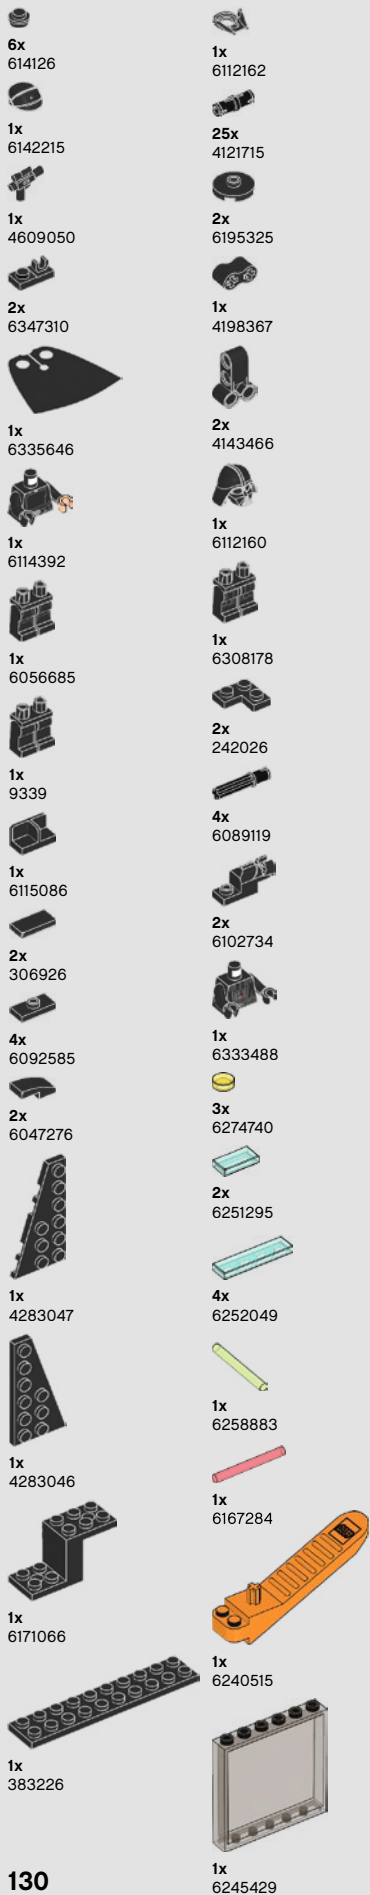 6x
614126
1x
6142215
1x
4609050
2x
6347310
1x
6335646
1x
6114392
1x
6056685
1x
9339
1x
6115086
2x
306926
4x
6092585
2x
6047276
1x
4283047
1x
4283046
1x
6171066
1x
383226
130
1x
6112162
25x
4121715
2x
6195325
1x
4198367
2x
4143466
1x
6112160
1x
6308178
2x
242026
4x
6089119
2x
6102734
1x
6333488
3x
6274740
2x
6251295
4x
6252049
1x
6258883
1x
6167284
1x
6240515
1x
6245429